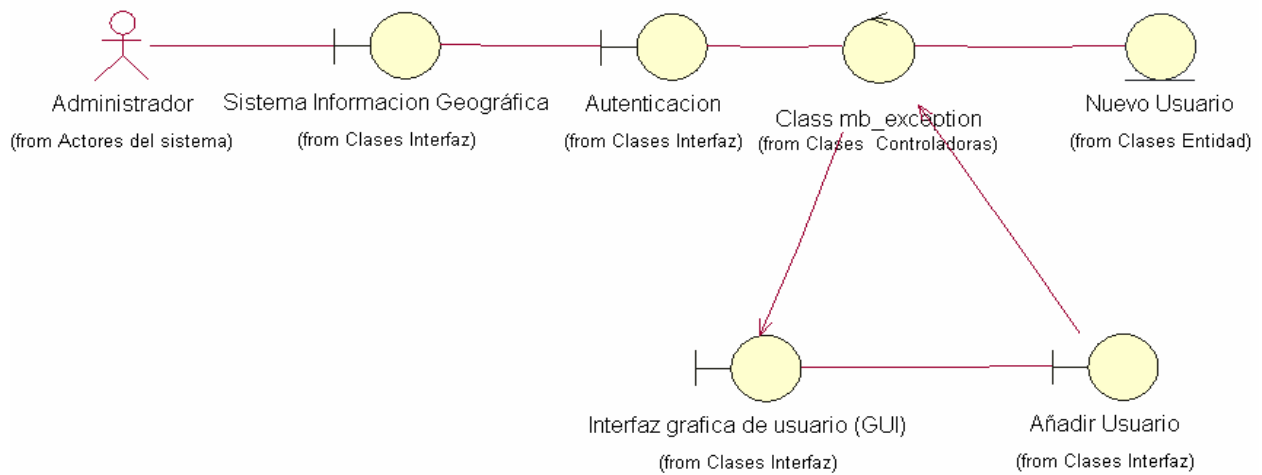 Administrador
(from Actores del sistema)
Sistema Informacion Geográfica
(from Clases Interfaz)
Autenticacion
(from Clases Interfaz)
Class mb_exception
(from Clases Controladoras)
Nuevo Usuario
(from Clases Entidad)
Interfaz grafica de usuario (GUI)
(from Clases Interfaz)
Añadir Usuario
(from Clases Interfaz)